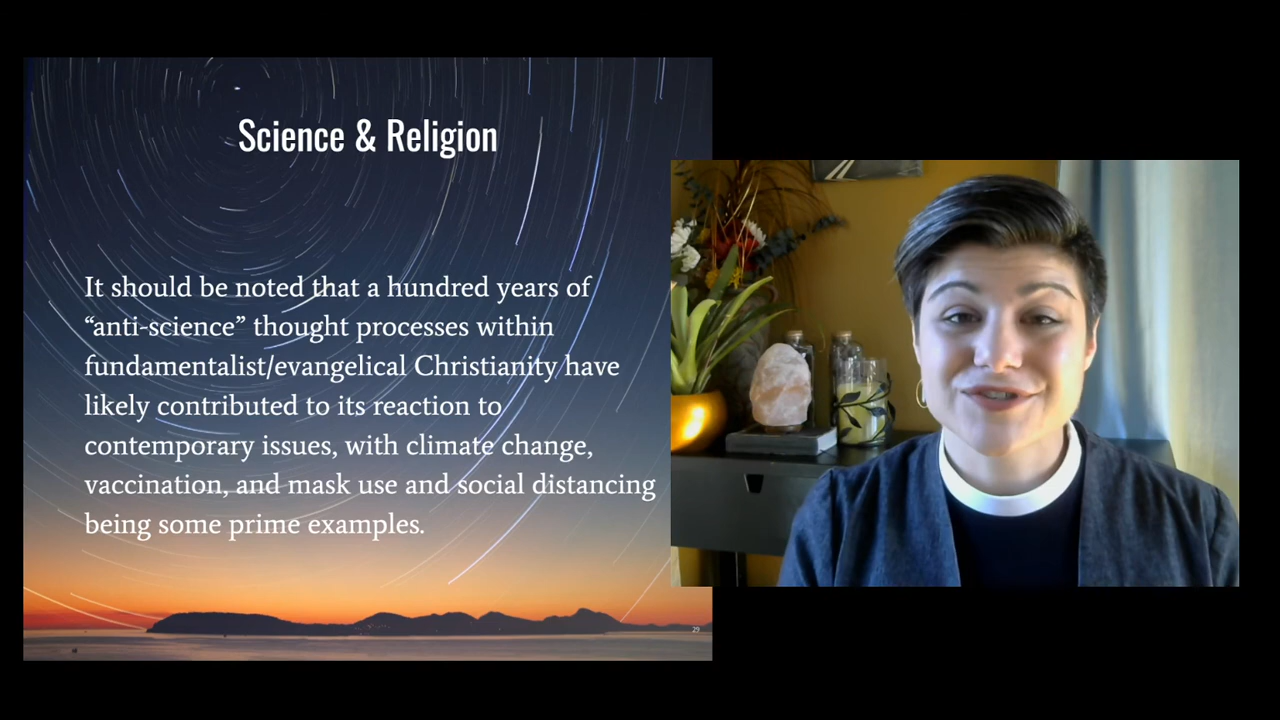 Science & Religion
It should be noted that a hundred years of
“anti-science” thought processes within
fundamentalist/evangelical Christianity have
likely contributed to its reaction to
contemporary issues, with climate change,
vaccination, and mask use and social distancing
being some prime examples.
29